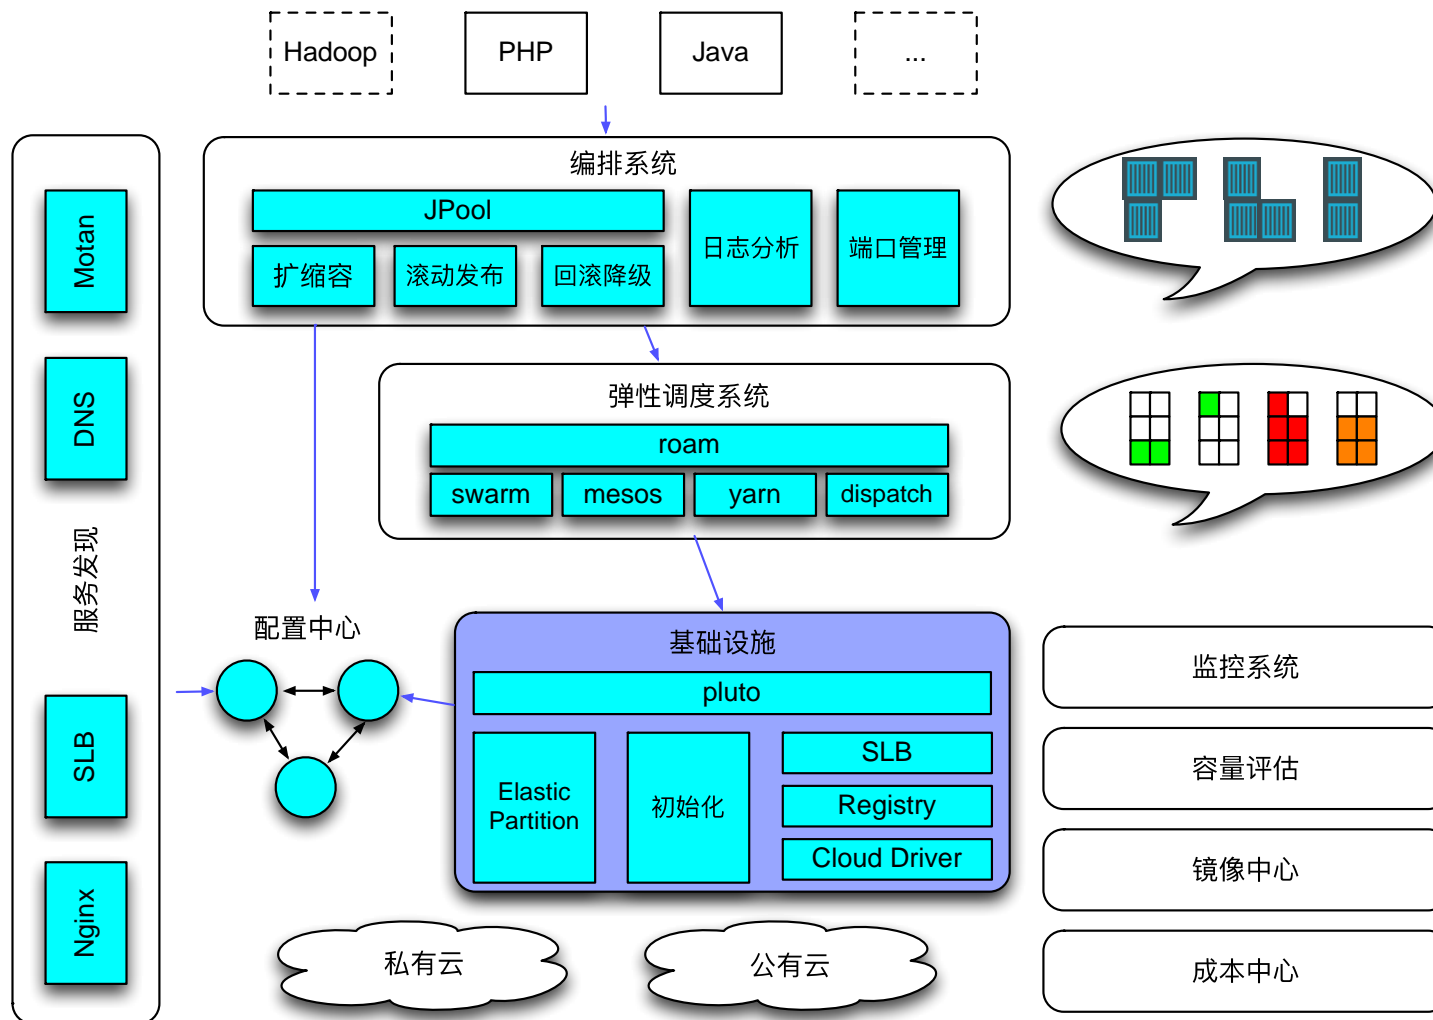 Hadoop
PHP
Java
...
编排系统
JPool
扩缩容
滚动发布
回滚降级
日志分析
端口管理
Motan
DNS
服务发现
SLB
Nginx
弹性调度系统
roam
swarm
mesos
yarn
dispatch
配置中心
基础设施
pluto
Elastic
Partition
初始化
SLB
Registry
Cloud Driver
私有云
公有云
监控系统
容量评估
镜像中心
成本中心